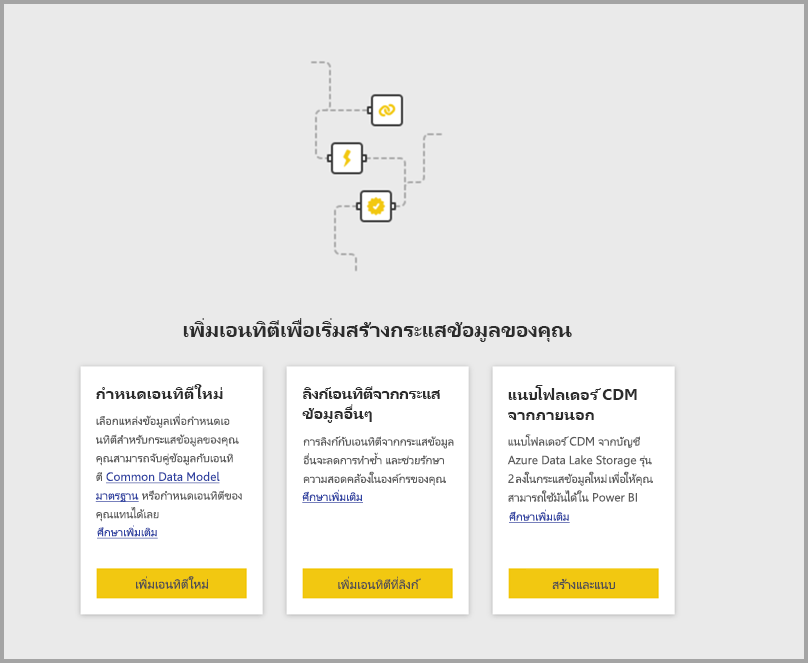 เพิ่มเอนทิตีเพื่อเริ่มสร้างกระแสข้อมูลของคุณ
กำหนดเอนทิตีใหม่
เลือกแหล่งข้อมูลเพื่อกำหนดเอ
นทิตีสำหรับกระแสข้อมูลของคุณ
คุณสามารถจับคู่ข้อมูลกับเอนทิ
ตี Common Data Model
มาตรฐาน หรือกำหนดเอนทิตีของ
คุณแทนได้เลย
ศึกษาเพิ่มเติม
เพิ่มเอนทิตีใหม่
ลิงก์เอนทิตีจากกระแส
ข้อมูลอื่นๆ
การลิงก์กับเอนทิตีจากกระแสข้อมูล
อื่นจะลดการทำซ้ำ และช่วยรักษา
ความสอดคล้องในองค์กรของคุณ
ศึกษาเพิ่มเติม
เพิ่มเอนทิตีที่ลิงก์
แนบโฟลเดอร์ CDM
จากภายนอก
แนบโฟลเดอร์ CDM จากบัญชี
Azure Data Lake Storage รุ่น
2 ลงในกระแสข้อมูลใหม่ เพื่อให้คุณ
สามารถใช้มันได้ใน Power BI
ศึกษาเพิ่มเติม
สร้างและแนบ